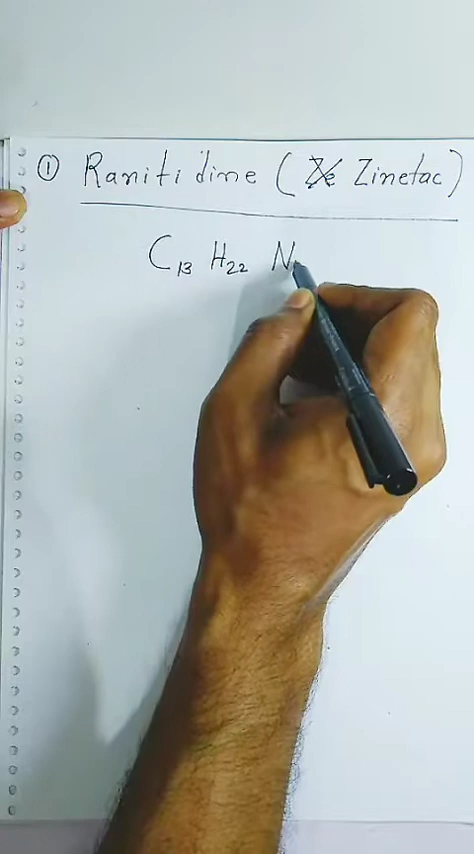 ① Ranitidine ( Zinetac)
C13 H22 N